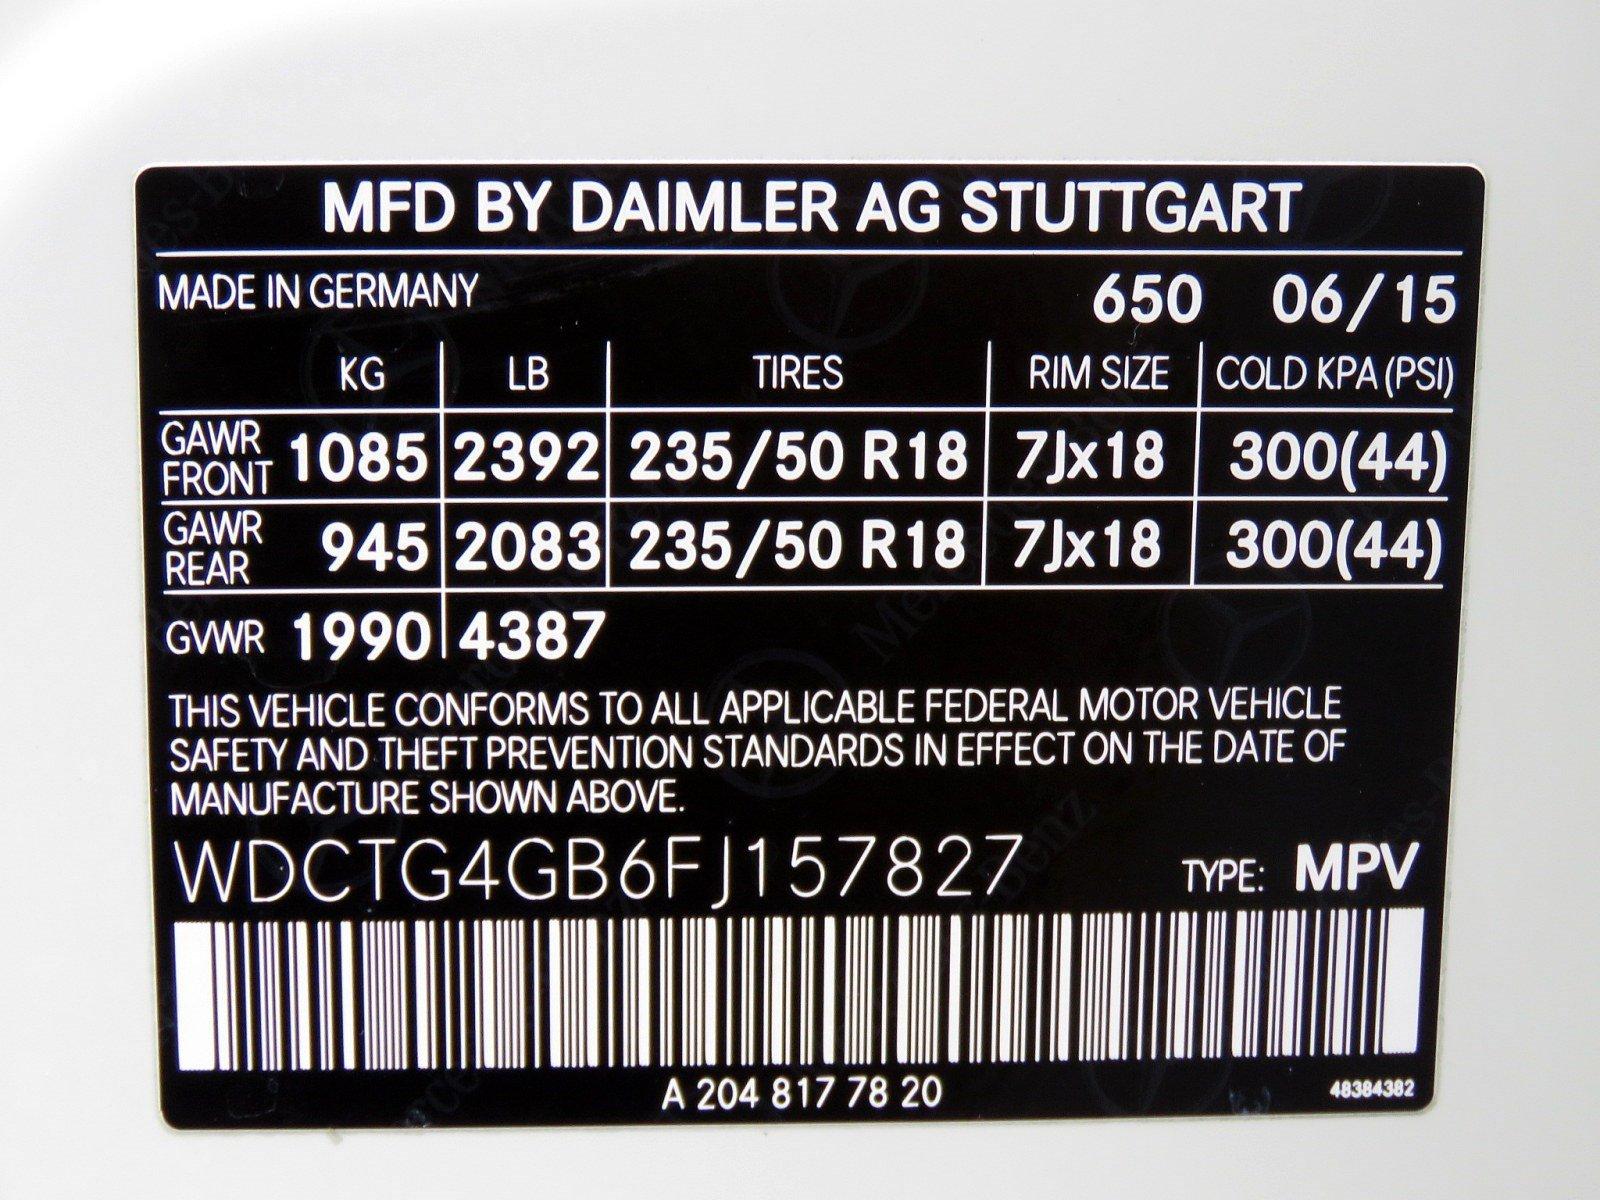 MFD BY DAIMLER AG STUTTGART
MADE IN GERMANY 650 06/15
KG LB TIRES RIM SIZE COLD KPA (PSI)
GAWR FRONT 1085 2392 235/50 R18 7Jx18 300(44)
GAWR REAR 945 2083 235/50 R18 7Jx18 300(44)
GVWR 1990 4387
THIS VEHICLE CONFORMS TO ALL APPLICABLE FEDERAL MOTOR VEHICLE
SAFETY AND THEFT PREVENTION STANDARDS IN EFFECT ON THE DATE OF
MANUFACTURE SHOWN ABOVE.
WDCTG4GB6FJ157827 TYPE: MPV
A 204 817 78 20 48384382